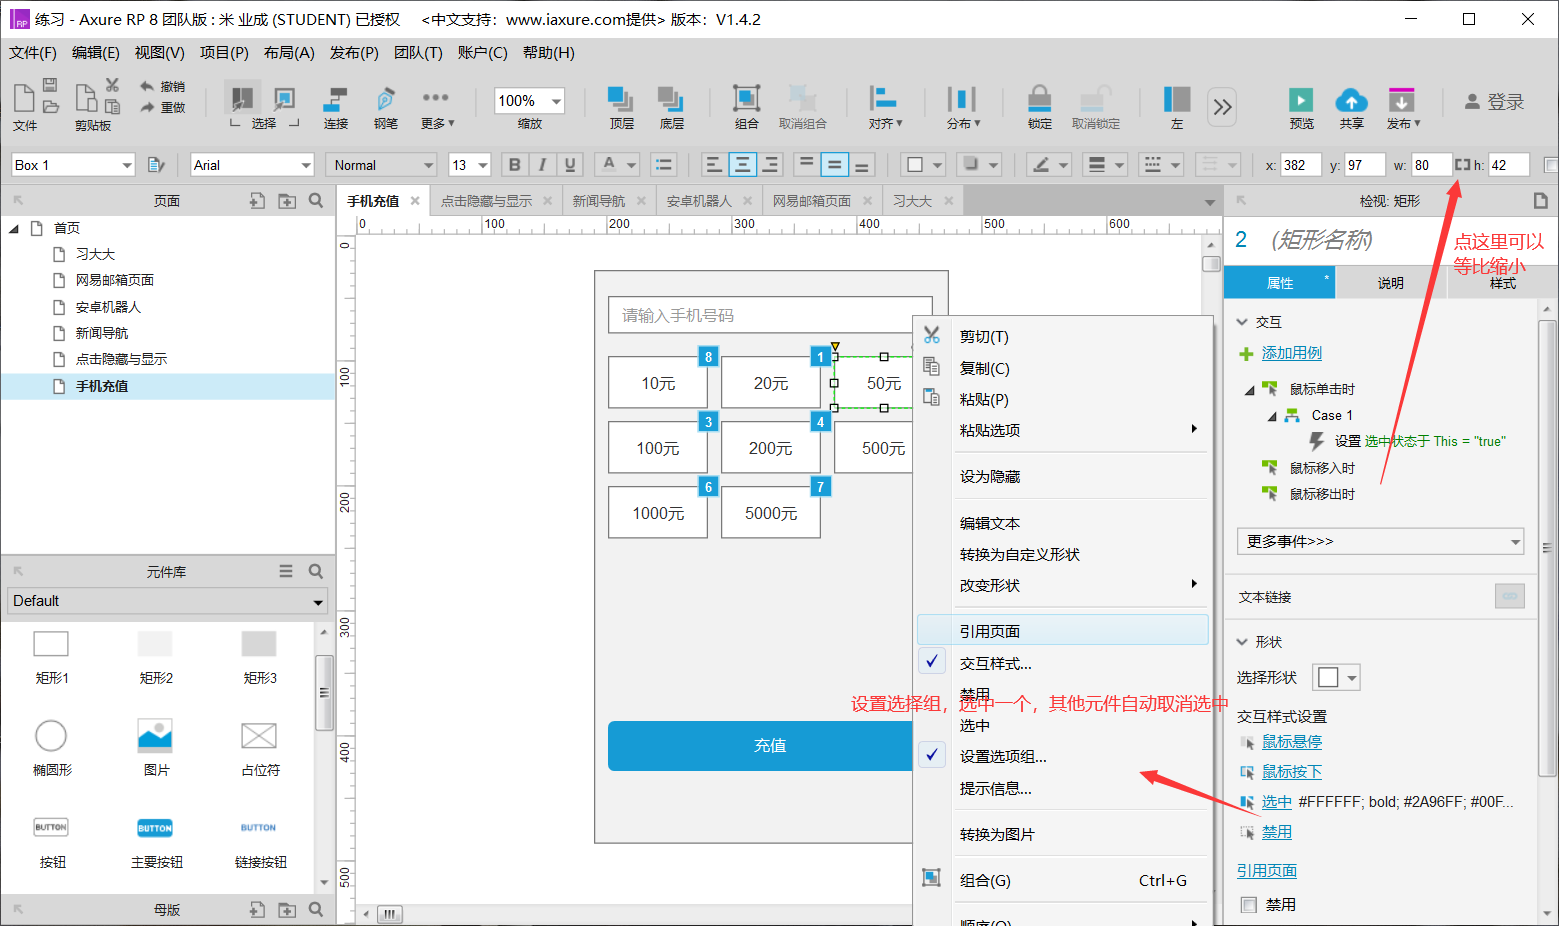 练习 - Axure RP 8 团队版 : 米 业成 (STUDENT) 已授权 <中文支持：www.iaxure.com提供> 版本：V1.4.2
文件(F) 编辑(E) 视图(V) 项目(P) 布局(A) 发布(P) 团队(T) 账户(C) 帮助(H)
撤销
重做
100%
登录
文件 剪贴板 选择 连接 钢笔 更多 缩放 顶层 底层 组合 取消组合 对齐 分布 锁定 取消锁定 左 预览 共享 发布
Box 1 Arial Normal 13 B I U A x: 382 y: 97 w: 80 h: 42
页面
首页
习大大
网易邮箱页面
安卓机器人
新闻导航
点击隐藏与显示
手机充值
元件库
Default
矩形1 矩形2 矩形3
椭圆形 图片 占位符
BUTTON BUTTON BUTTON
按钮 主要按钮 链接按钮
母版
手机充值 点击隐藏与显示 新闻导航 安卓机器人 网易邮箱页面 习大大
0 100 200 300 400 500 600
0
100
200
300
400
500
请输入手机号码
8 1
10元 20元 50元
3 4
100元 200元 500元
6 7
1000元 5000元
充值
剪切(T)
复制(C)
粘贴(P)
粘贴选项
设为隐藏
编辑文本
转换为自定义形状
改变形状
引用页面
交互样式...
禁用
设置选择组，选中一个，其他元件自动取消选中
选中
设置选项组...
提示信息...
转换为图片
组合(G) Ctrl+G
顺序(O)
检视: 矩形
2 (矩形名称)
点这里可以
等比缩小
属性 * 说明 样式
交互
添加用例
鼠标单击时
Case 1
设置 选中状态于 This = "true"
鼠标移入时
鼠标移出时
更多事件>>>
文本链接
形状
选择形状
交互样式设置
鼠标悬停
鼠标按下
选中 #FFFFFF; bold; #2A96FF; #00F...
禁用
引用页面
禁用